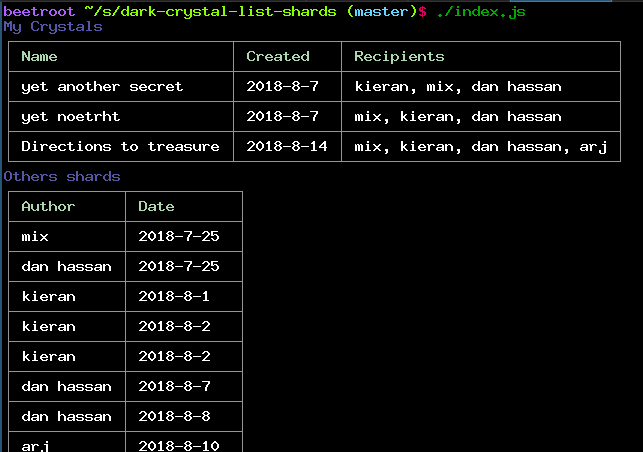 beetroot ~/s/dark-crystal-list-shards (master)$ ./index.js
My Crystals
Name Created Recipients
yet another secret 2018-8-7 kieran, mix, dan hassan
yet noetrht 2018-8-7 mix, kieran, dan hassan
Directions to treasure 2018-8-14 mix, kieran, dan hassan, arj
Others shards
Author Date
mix 2018-7-25
dan hassan 2018-7-25
kieran 2018-8-1
kieran 2018-8-2
kieran 2018-8-2
dan hassan 2018-8-7
dan hassan 2018-8-8
arj 2018-8-10